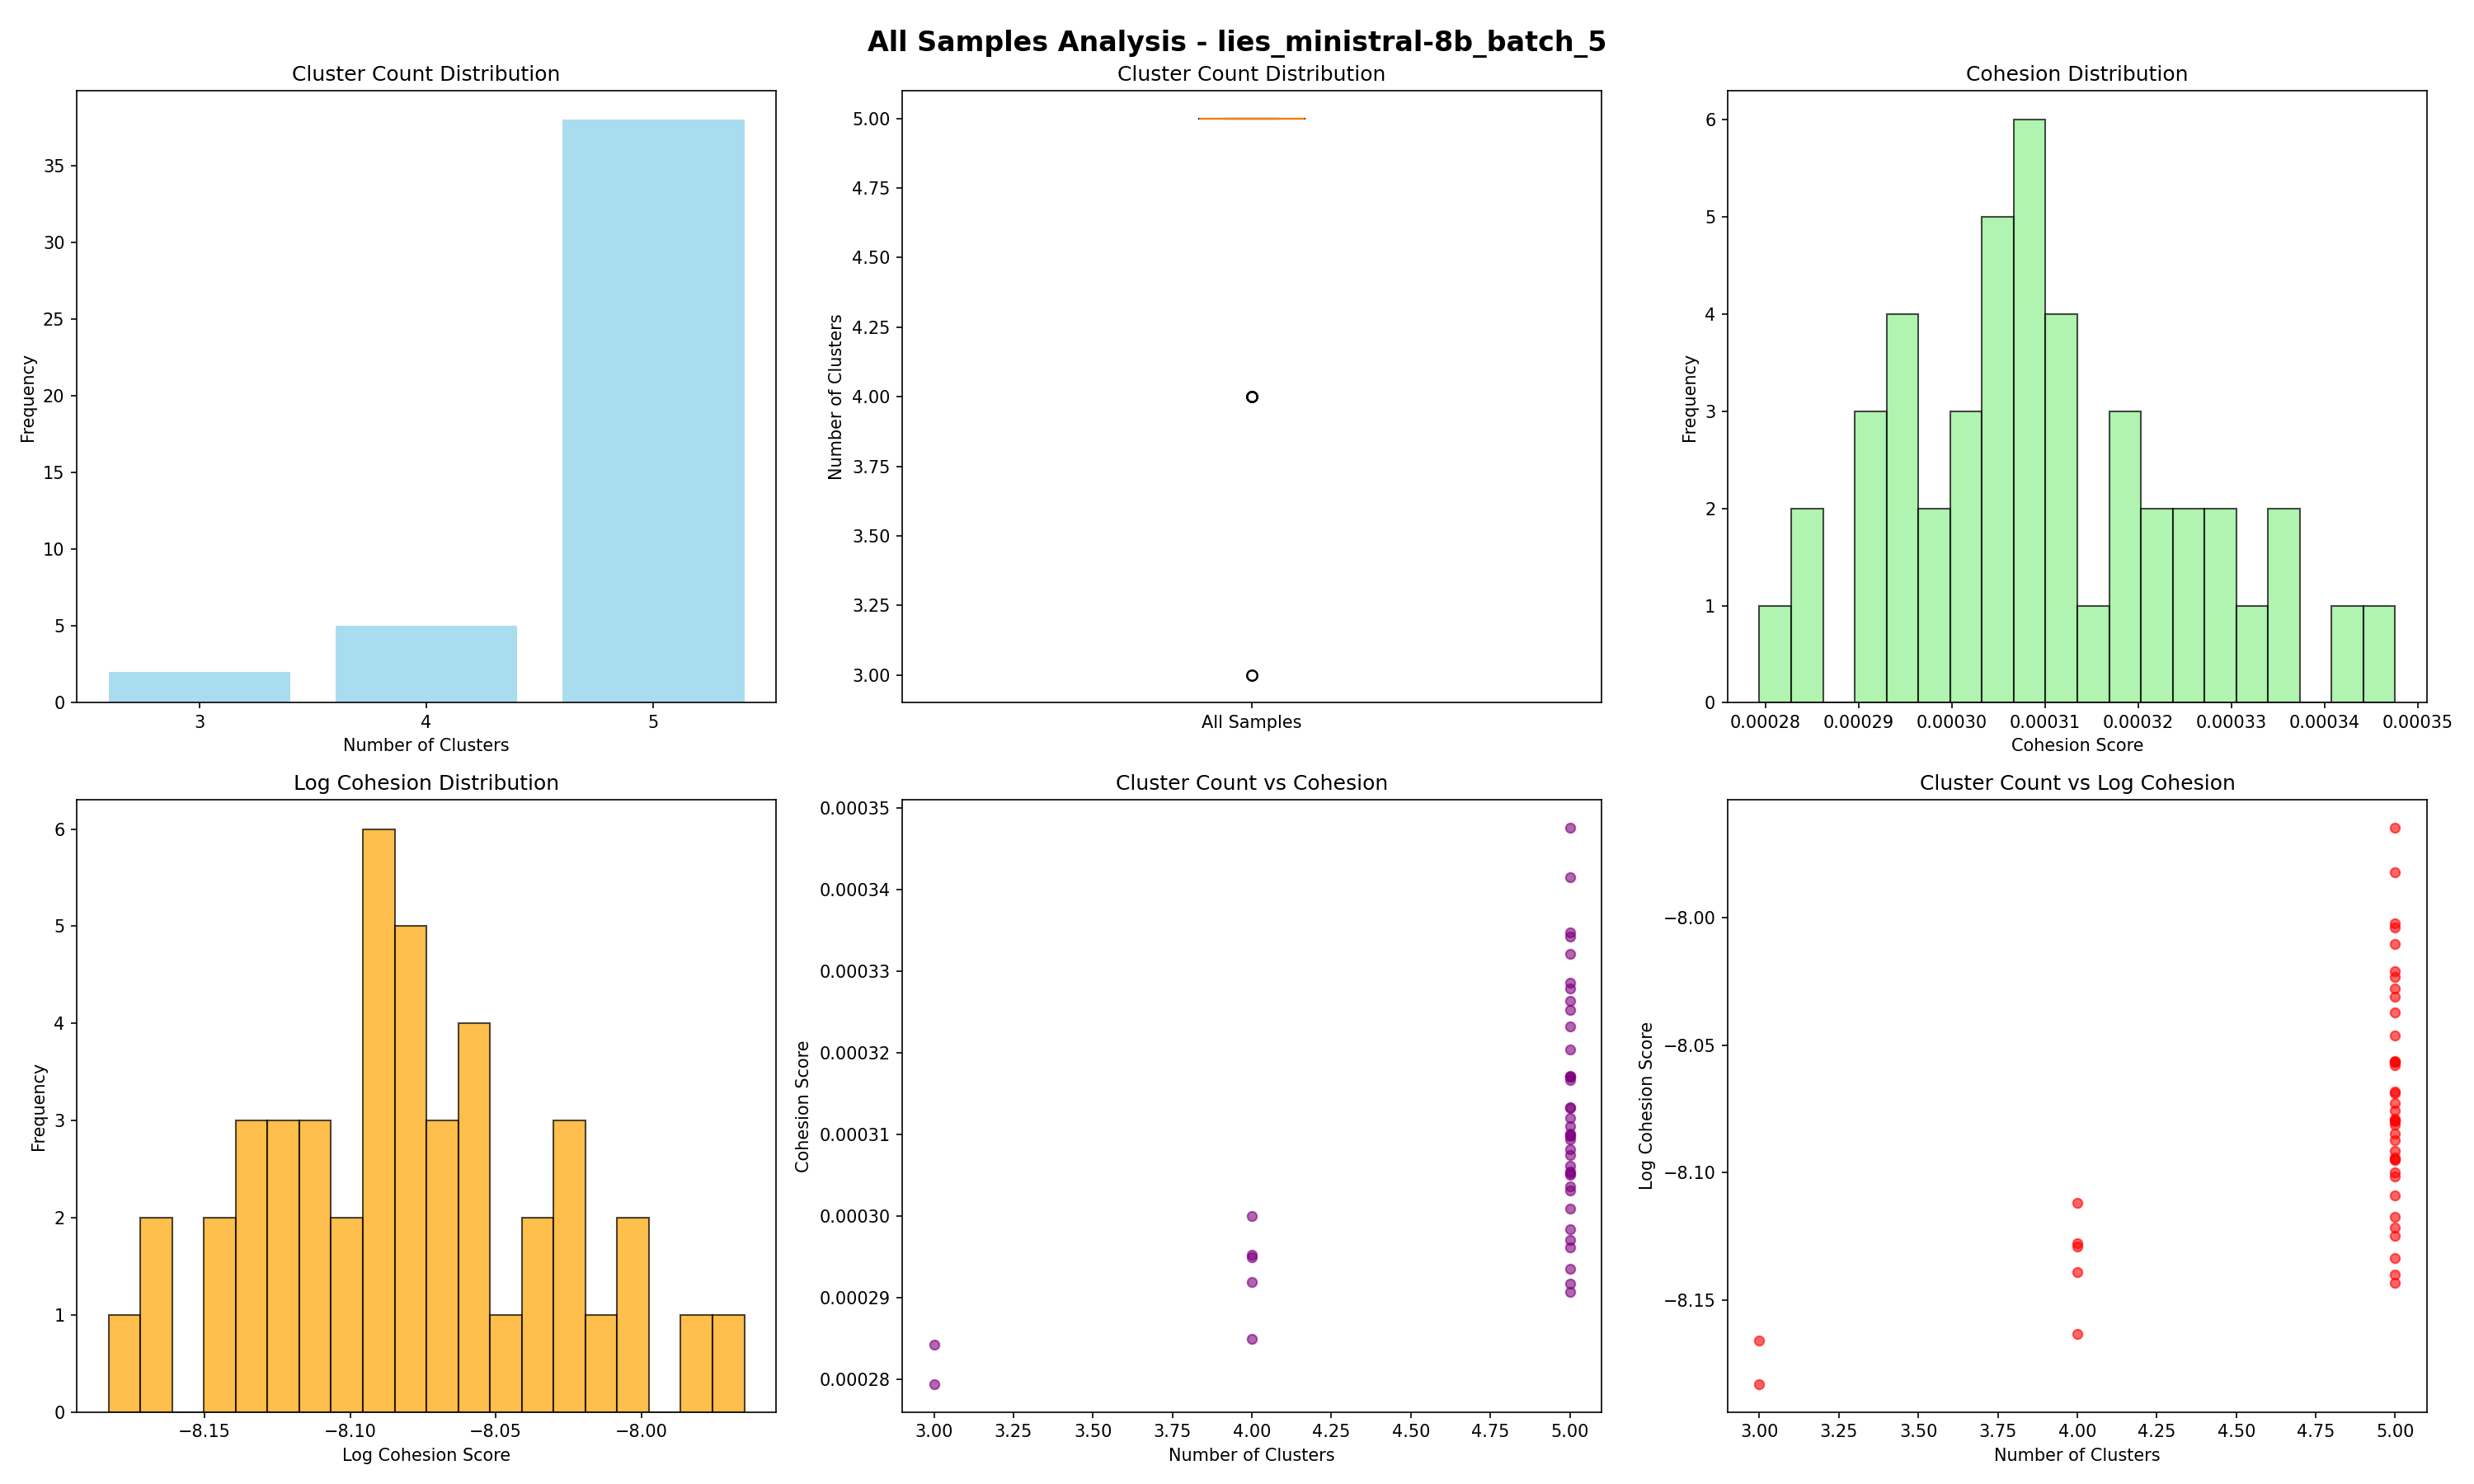 All Samples Analysis - lies_ministral-8b_batch_5
Cluster Count Distribution
Frequency
35
30
25
20
15
10
5
0
3 4 5
Number of Clusters
Cluster Count Distribution
Number of Clusters
5.00
4.75
4.50
4.25
4.00
3.75
3.50
3.25
3.00
All Samples
Cohesion Distribution
Frequency
6
5
4
3
2
1
0
0.00028 0.00029 0.00030 0.00031 0.00032 0.00033 0.00034 0.00035
Cohesion Score
Log Cohesion Distribution
Frequency
6
5
4
3
2
1
0
−8.15 −8.10 −8.05 −8.00
Log Cohesion Score
Cluster Count vs Cohesion
Cohesion Score
0.00035
0.00034
0.00033
0.00032
0.00031
0.00030
0.00029
0.00028
3.00 3.25 3.50 3.75 4.00 4.25 4.50 4.75 5.00
Number of Clusters
Cluster Count vs Log Cohesion
Log Cohesion Score
−8.00
−8.05
−8.10
−8.15
3.00 3.25 3.50 3.75 4.00 4.25 4.50 4.75 5.00
Number of Clusters